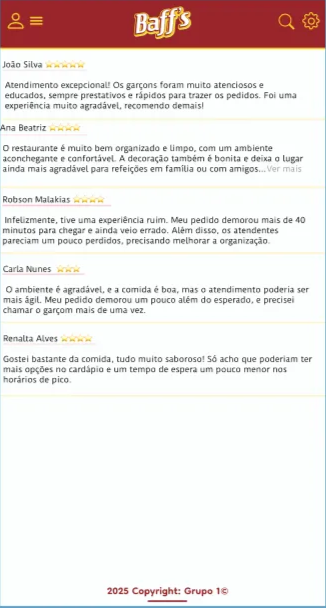 Baff's
João Silva
Atendimento excepcional! Os garçons foram muito atenciosos e
educados, sempre prestativos e rápidos para trazer os pedidos. Foi uma
experiência muito agradável, recomendo demais!
Ana Beatriz
O restaurante é muito bem organizado e limpo, com um ambiente
aconchegante e confortável. A decoração também é bonita e deixa o lugar
ainda mais agradável para refeições em família ou com amigos...Ver mais
Robson Malakias
Infelizmente, tive uma experiência ruim. Meu pedido demorou mais de 40
minutos para chegar e ainda veio errado. Além disso, os atendentes
pareciam um pouco perdidos, precisando melhorar a organização.
Carla Nunes
O ambiente é agradável, e a comida é boa, mas o atendimento poderia ser
mais ágil. Meu pedido demorou um pouco além do esperado, e precisei
chamar o garçom mais de uma vez.
Renalta Alves
Gostei bastante da comida, tudo muito saboroso! Só acho que poderiam ter
mais opções no cardápio e um tempo de espera um pouco menor nos
horários de pico.
2025 Copyright: Grupo 1©